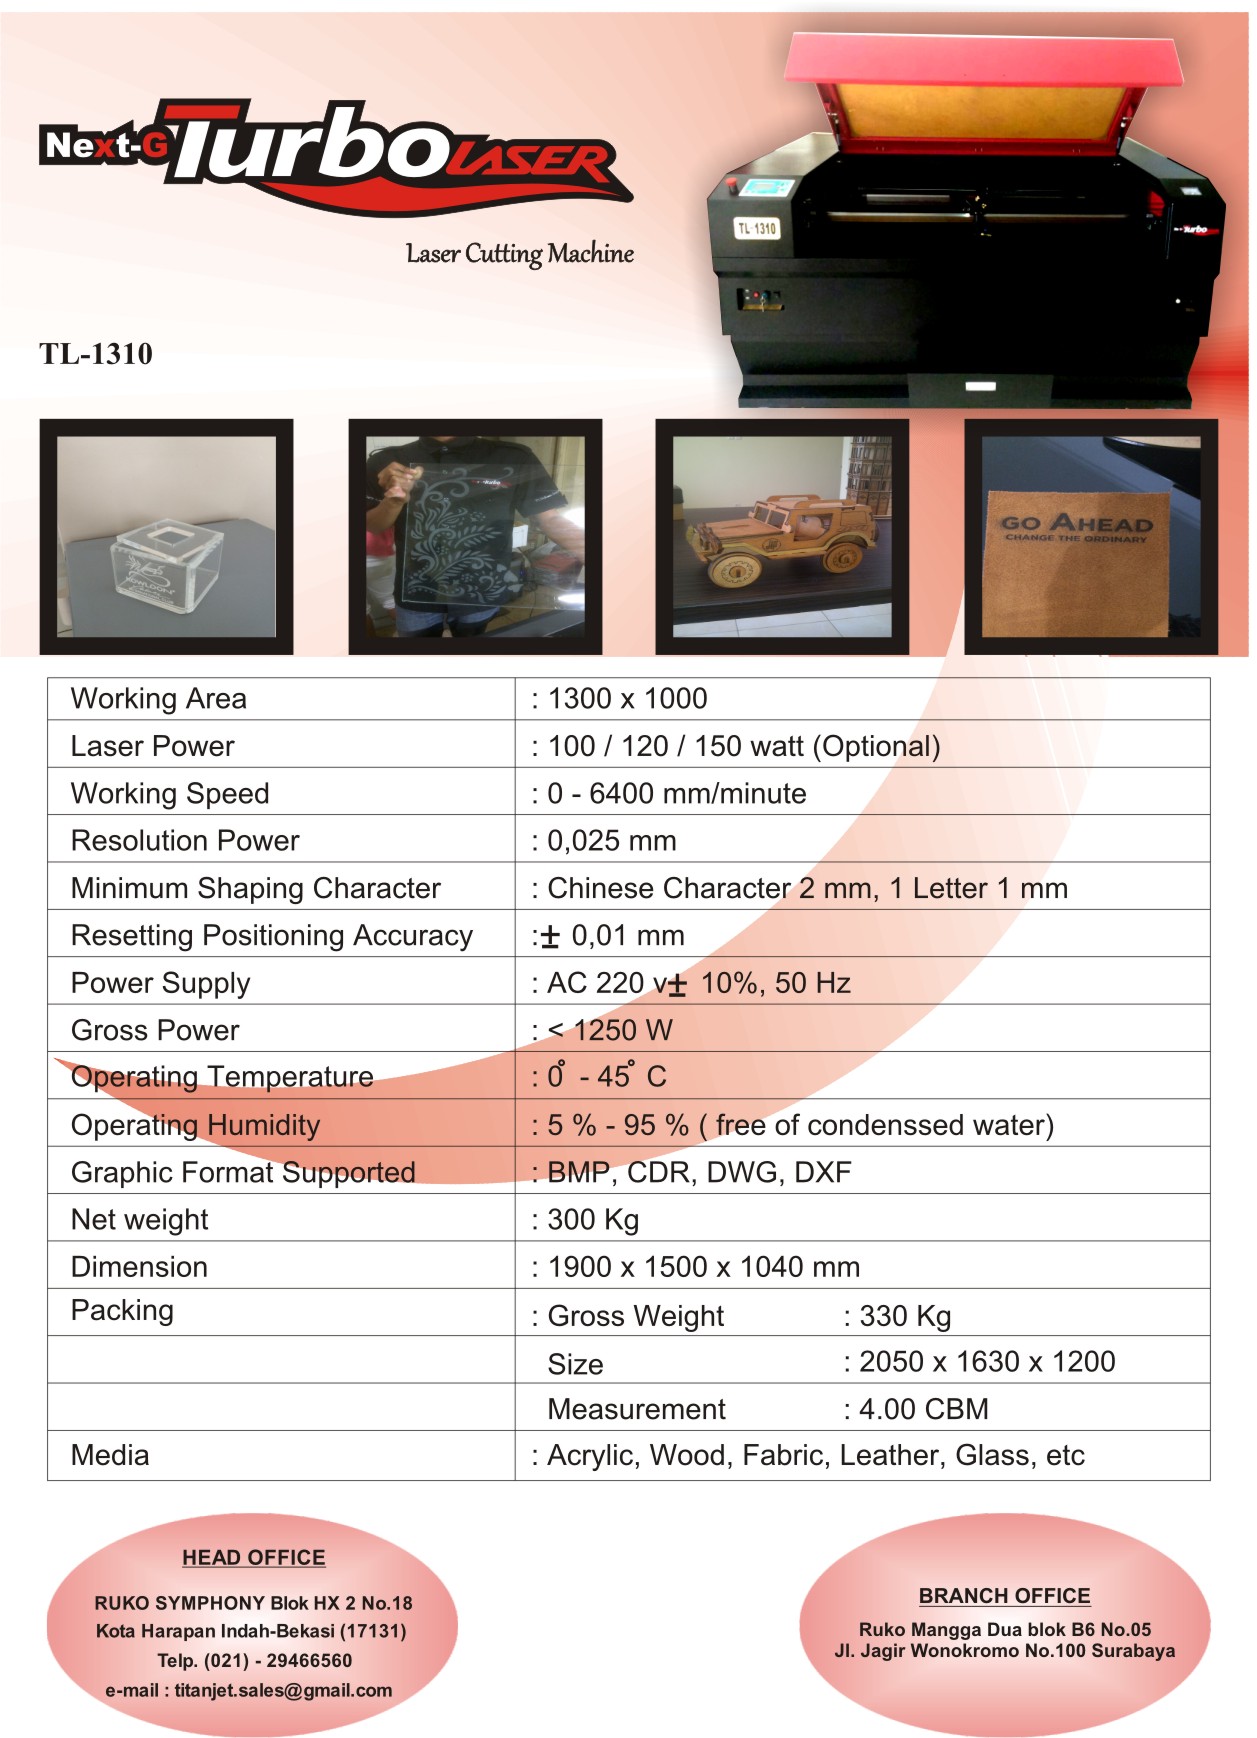 Next-G Turbo LASER
Laser Cutting Machine
TL-1310
TL-1310
Turbo
Turbo
GO AHEAD
CHANGE THE ORDINARY
Working Area : 1300 x 1000
Laser Power : 100 / 120 / 150 watt (Optional)
Working Speed : 0 - 6400 mm/minute
Resolution Power : 0,025 mm
Minimum Shaping Character : Chinese Character 2 mm, 1 Letter 1 mm
Resetting Positioning Accuracy :± 0,01 mm
Power Supply : AC 220 v± 10%, 50 Hz
Gross Power : < 1250 W
Operating Temperature : 0° - 45° C
Operating Humidity : 5 % - 95 % ( free of condenssed water)
Graphic Format Supported : BMP, CDR, DWG, DXF
Net weight : 300 Kg
Dimension : 1900 x 1500 x 1040 mm
Packing : Gross Weight : 330 Kg
Size : 2050 x 1630 x 1200
Measurement : 4.00 CBM
Media : Acrylic, Wood, Fabric, Leather, Glass, etc
HEAD OFFICE
RUKO SYMPHONY Blok HX 2 No.18
Kota Harapan Indah-Bekasi (17131)
Telp. (021) - 29466560
e-mail : titanjet.sales@gmail.com
BRANCH OFFICE
Ruko Mangga Dua blok B6 No.05
Jl. Jagir Wonokromo No.100 Surabaya